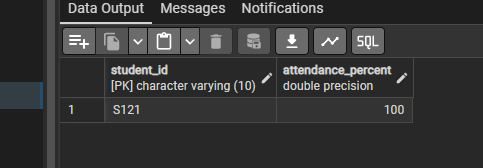 Data Output Messages Notifications
SQL
student_id attendance_percent
[PK] character varying (10) double precision
1 S121 100